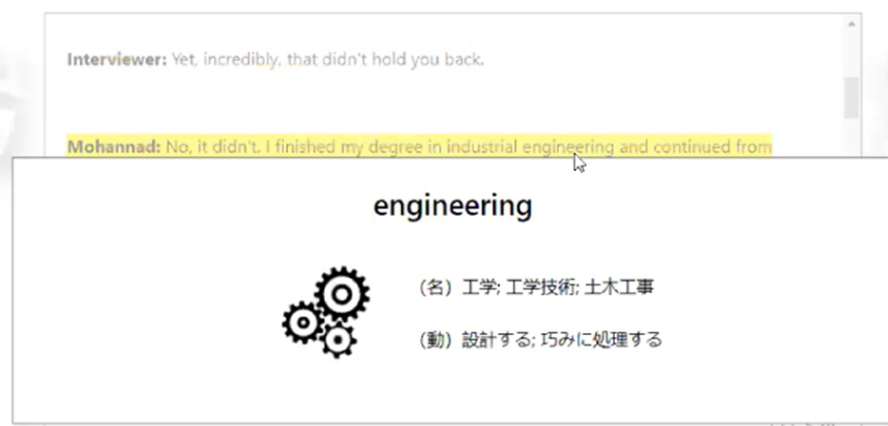 Interviewer: Yet, incredibly, that didn't hold you back.
Mohannad: No, it didn't. I finished my degree in industrial engineering and continued from
engineering
（名）工学; 工学技術; 土木工事
（動）設計する; 巧みに処理する